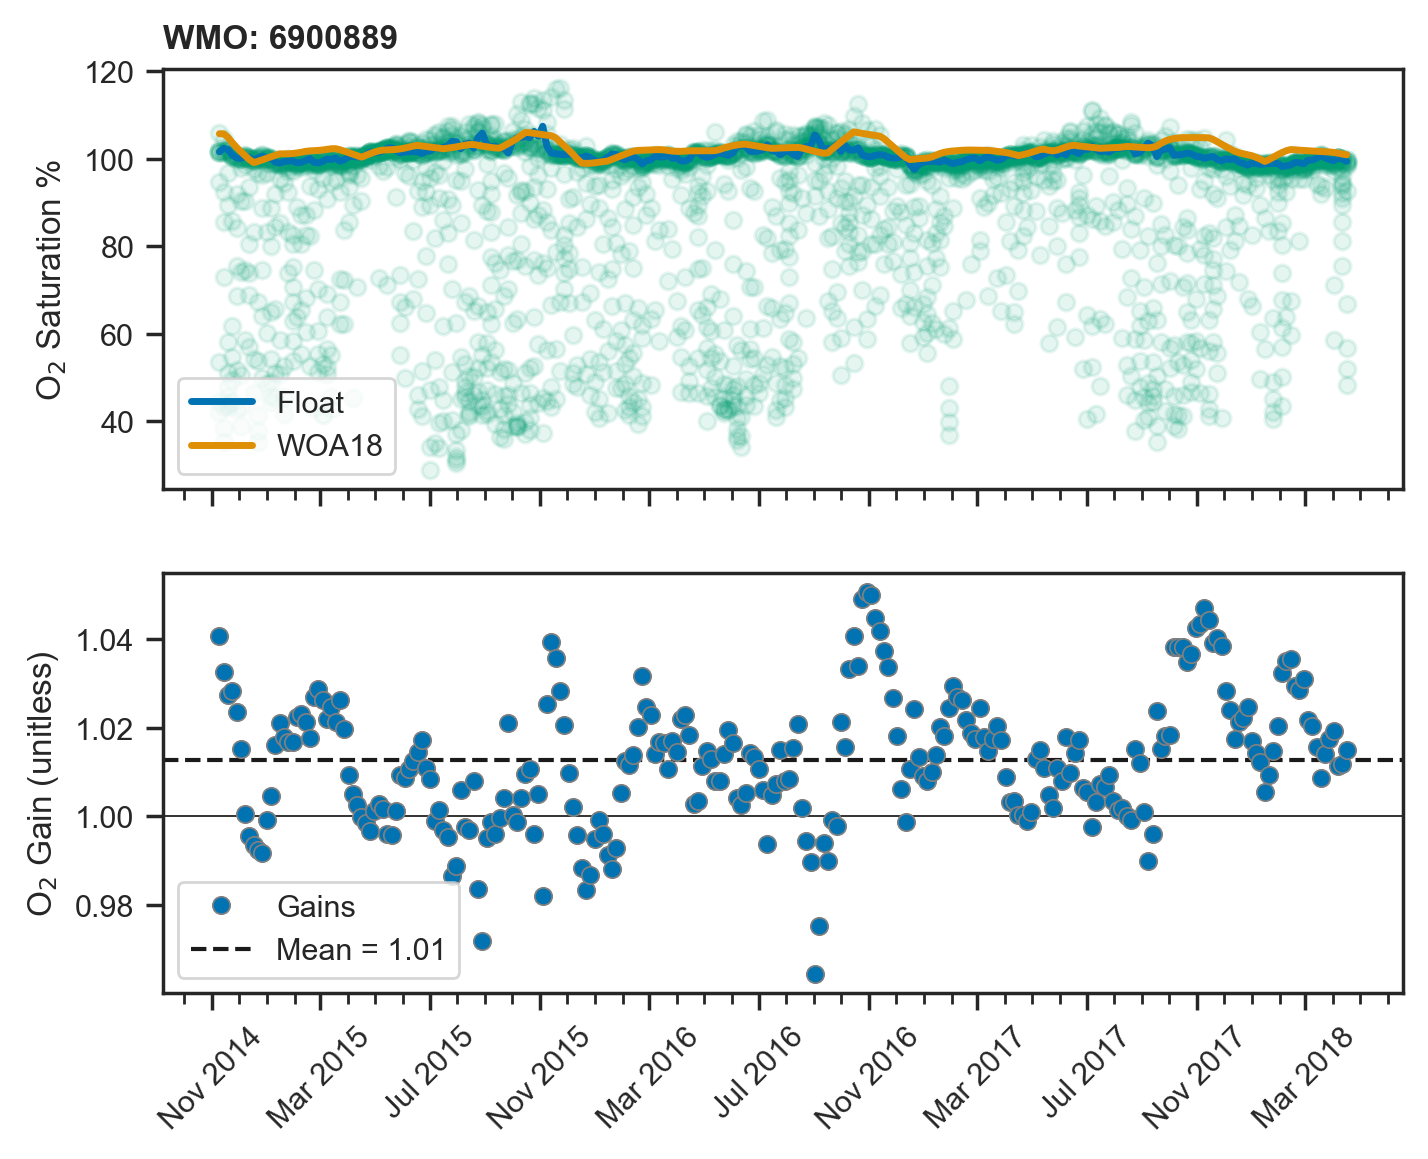 WMO: 6900889
120
100
80
60
40
O₂ Saturation %
Float
WOA18
1.04
1.02
1.00
0.98
O₂ Gain (unitless)
Gains
Mean = 1.01
Nov 2014
Mar 2015
Jul 2015
Nov 2015
Mar 2016
Jul 2016
Nov 2016
Mar 2017
Jul 2017
Nov 2017
Mar 2018